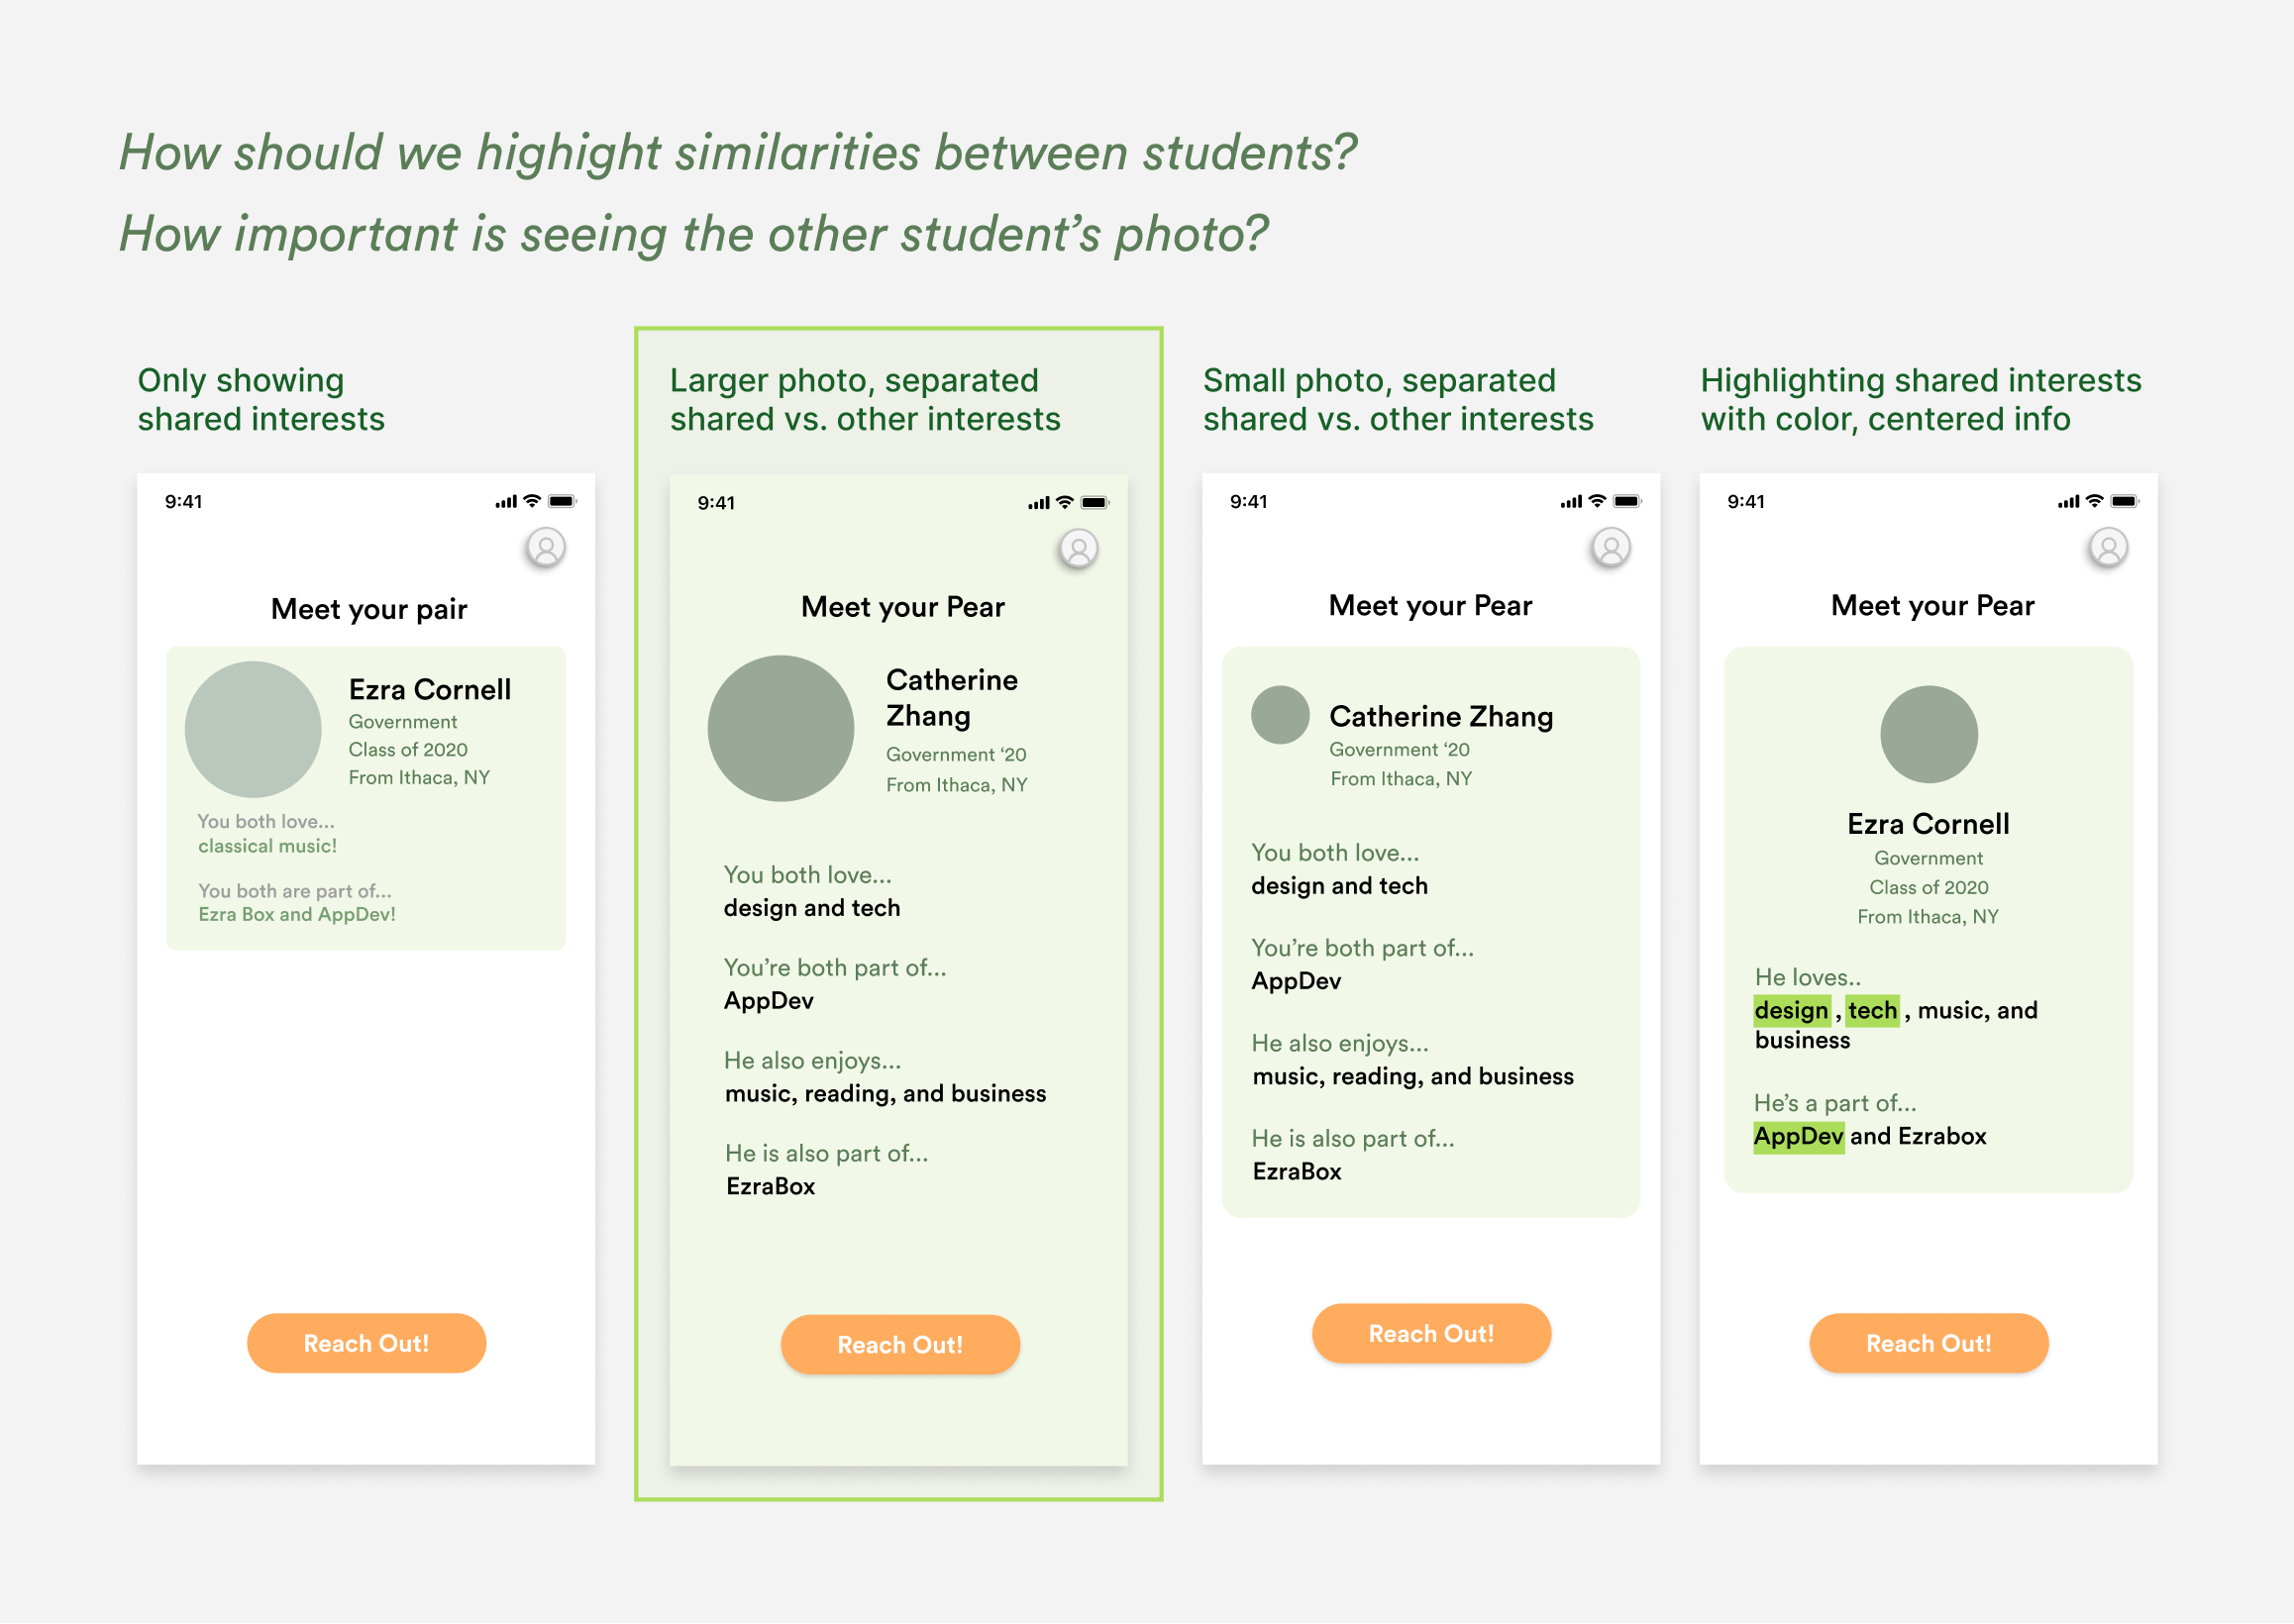 How should we highight similarities between students?
How important is seeing the other student’s photo?
Only showing
shared interests
9:41
Meet your pair
Ezra Cornell
Government
Class of 2020
From Ithaca, NY
You both love...
classical music!
You both are part of...
Ezra Box and AppDev!
Reach Out!
Larger photo, separated
shared vs. other interests
9:41
Meet your Pear
Catherine
Zhang
Government ‘20
From Ithaca, NY
You both love...
design and tech
You’re both part of...
AppDev
He also enjoys...
music, reading, and business
He is also part of...
EzraBox
Reach Out!
Small photo, separated
shared vs. other interests
9:41
Meet your Pear
Catherine Zhang
Government ‘20
From Ithaca, NY
You both love...
design and tech
You’re both part of...
AppDev
He also enjoys...
music, reading, and business
He is also part of...
EzraBox
Reach Out!
Highlighting shared interests
with color, centered info
9:41
Meet your Pear
Ezra Cornell
Government
Class of 2020
From Ithaca, NY
He loves..
design , tech , music, and
business
He’s a part of...
AppDev and Ezrabox
Reach Out!